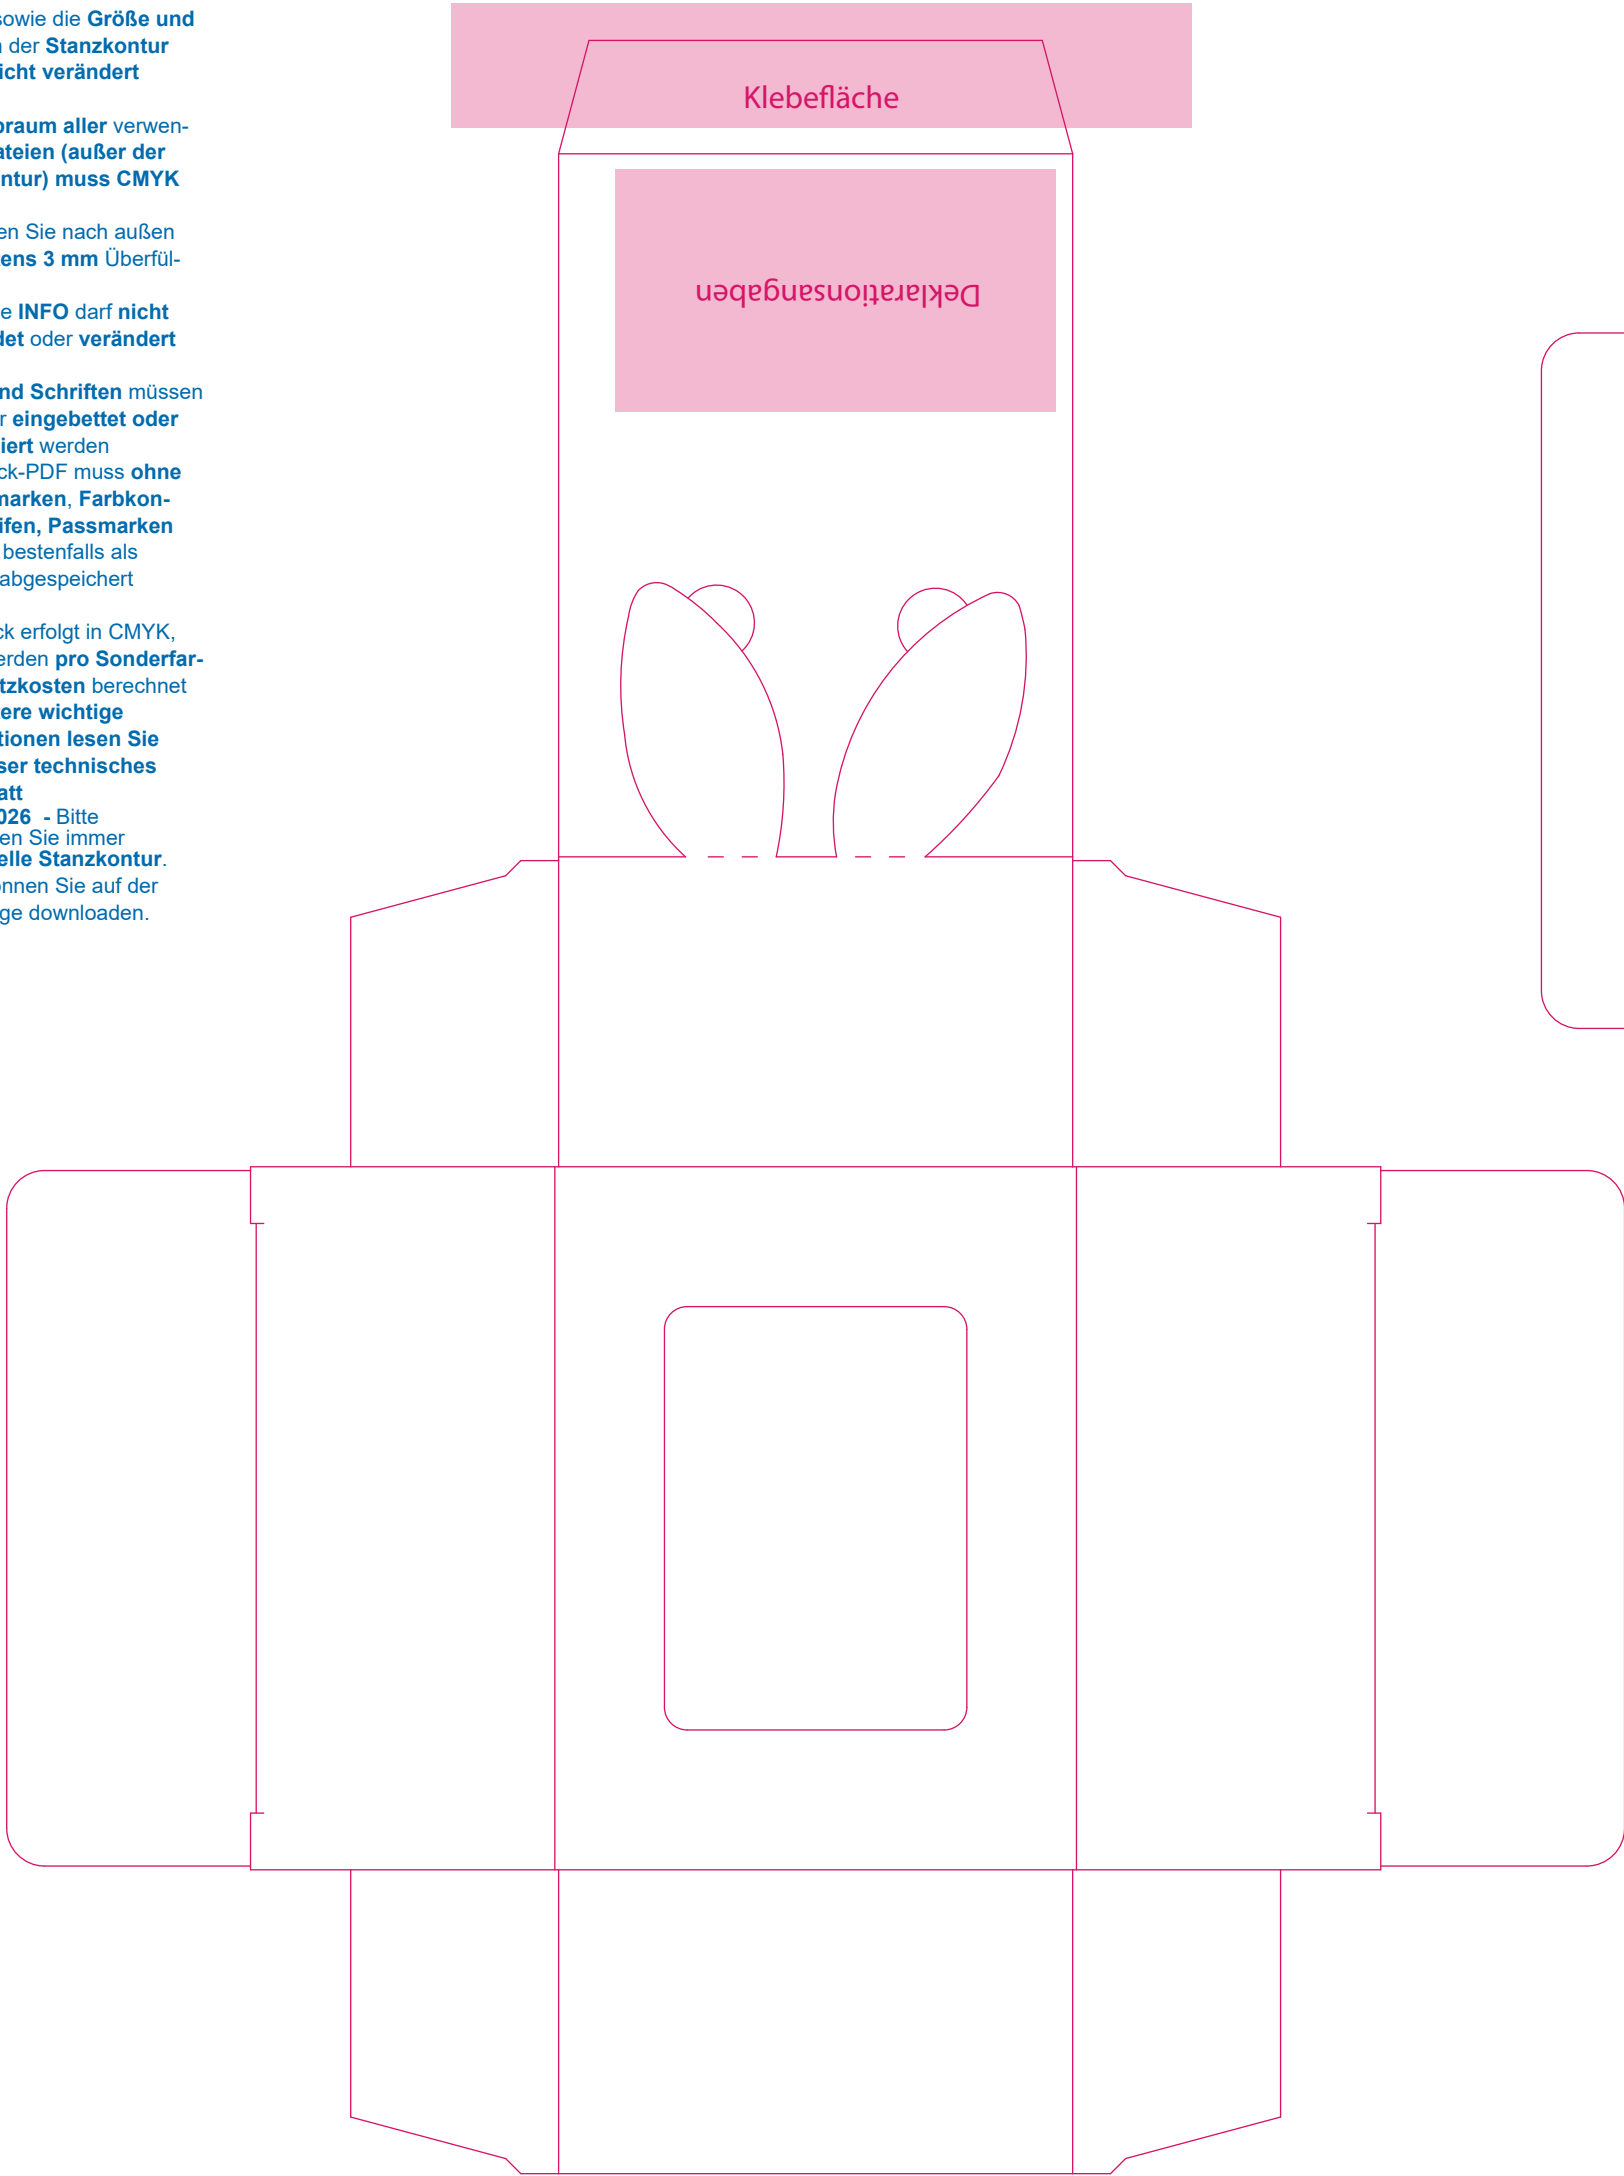 sowie die Größe und
der Stanzkontur
icht verändert
aller verwen-
ateien (außer der
ntur) muss CMYK
en Sie nach außen
tens 3 mm Überfül-
e INFO darf nicht
det oder verändert
nd Schriften müssen
r eingebettet oder
iert werden
ck-PDF muss ohne
marken, Farbkon-
ifen, Passmarken
bestenfalls als
abgespeichert
ck erfolgt in CMYK,
erden pro Sonderfar-
tzkosten berechnet
tere wichtige
tionen lesen Sie
ser technisches
att
026 - Bitte
en Sie immer
elle Stanzkontur.
nnen Sie auf der
ge downloaden.
Klebefläche
Deklarationsangaben